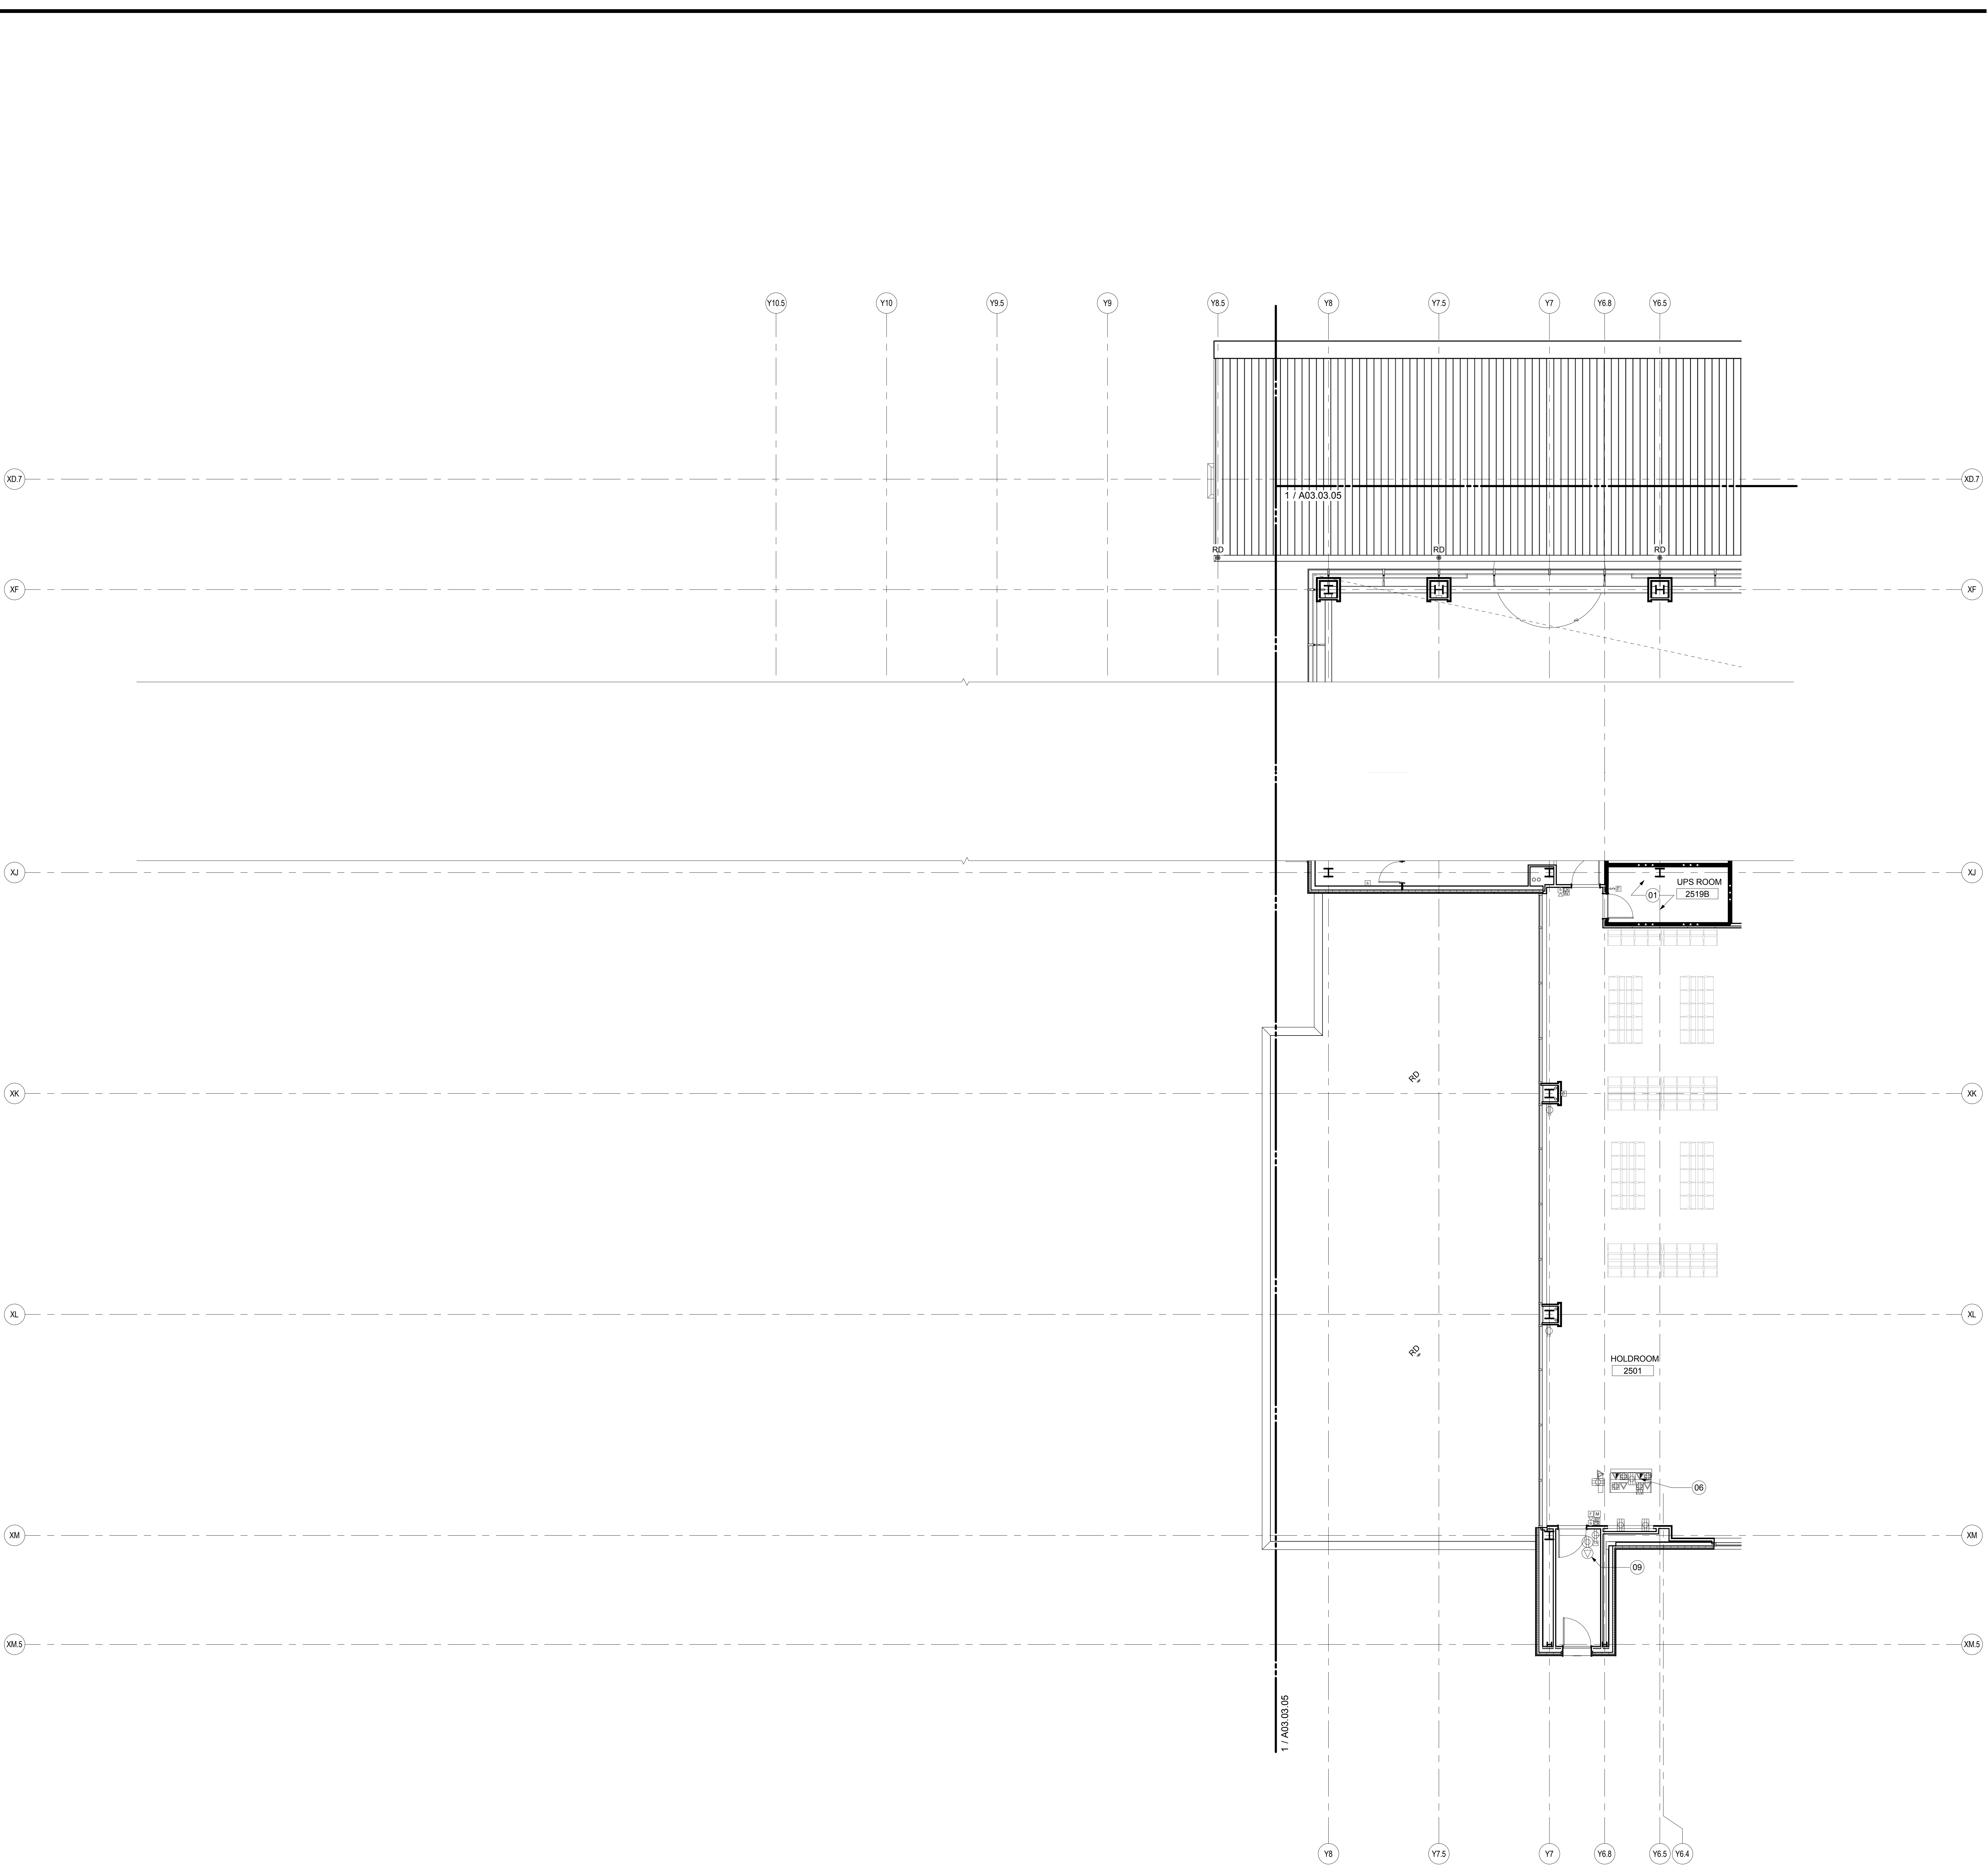 Y10.5 Y10 Y9.5 Y9 Y8.5 Y8 Y7.5 Y7 Y6.8 Y6.5
XD.7 XD.7
1 / A03.03.05
RD RD RD
XF XF
XJ XJ
UPS ROOM
01 2519B
RD
XK XK
XL XL
RD
HOLDROOM
2501
06
XM XM
09
XM.5 XM.5
1 / A03.03.05
Y8 Y7.5 Y7 Y6.8 Y6.5 Y6.4